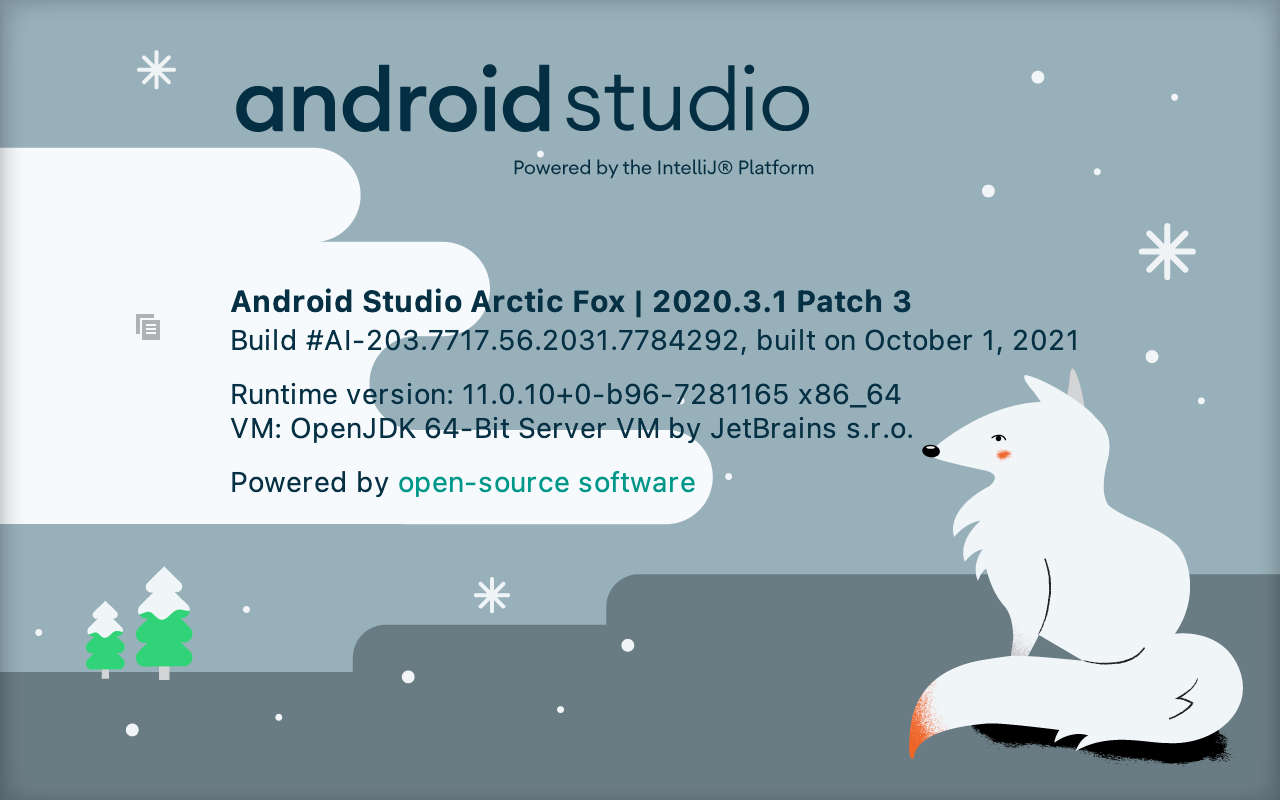 android studio
Powered by the IntelliJ® Platform
Android Studio Arctic Fox | 2020.3.1 Patch 3
Build #AI-203.7717.56.2031.7784292, built on October 1, 2021
Runtime version: 11.0.10+0-b96-7281165 x86_64
VM: OpenJDK 64-Bit Server VM by JetBrains s.r.o.
Powered by open-source software